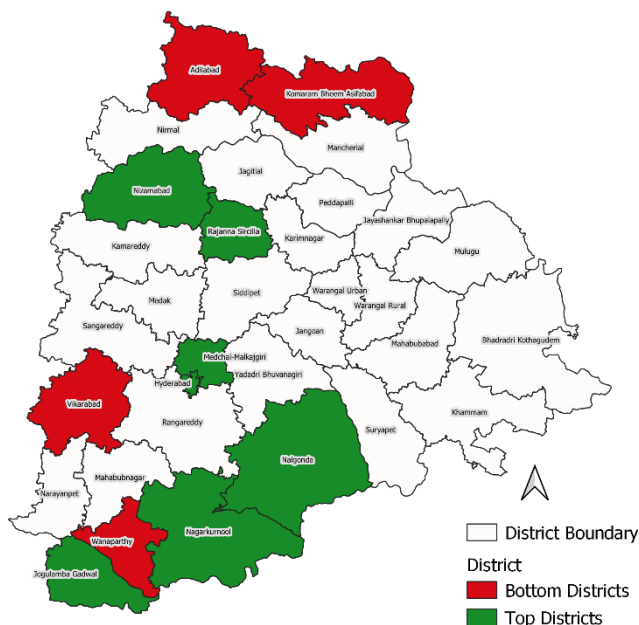 Adilabad
Komaram Bheem Asifabad
Nirmal
Mancherial
Jagitial
Nizamabad
Peddapalli
Jayashankar Bhupalapally
Rajanna Sircilla
Karimnagar
Kamareddy
Mulugu
Siddipet
Warangal Urban
Medak
Warangal Rural
Sangareddy
Jangoan
Mahabubabad
Bhadradri Kothagudem
Medchal-Malkajgiri
Yadadri Bhuvanagiri
Hyderabad
Vikarabad
Khammam
Rangareddy
Suryapet
Nalgonda
Mahabubnagar
Narayanpet
Nagarkurnool
Wanaparthy
Jogulamba Gadwal
District Boundary
District
Bottom Districts
Top Districts